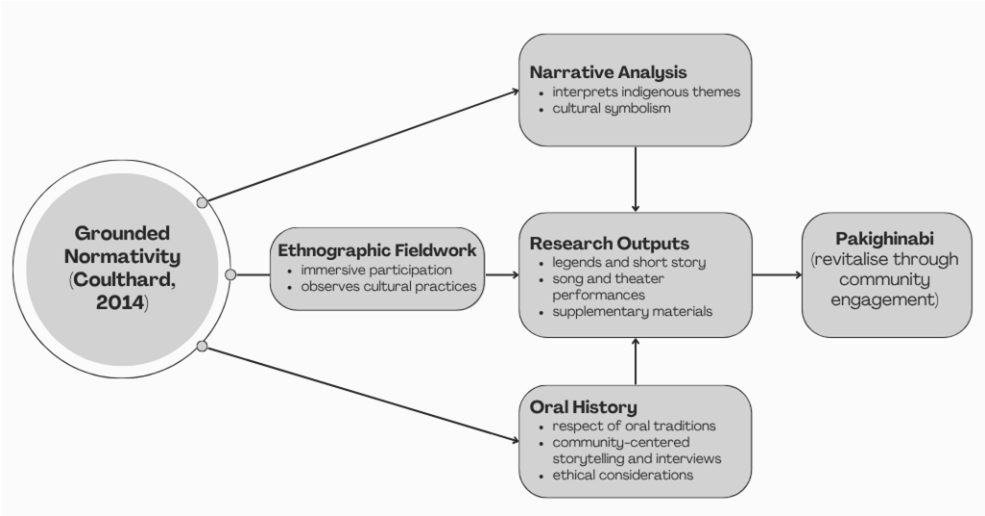 Grounded
Normativity
(Coulthard,
2014)
Narrative Analysis
• interprets indigenous themes
• cultural symbolism
Ethnographic Fieldwork
• immersive participation
• observes cultural practices
Research Outputs
• legends and short story
• song and theater
performances
• supplementary materials
Oral History
• respect of oral traditions
• community-centered
storytelling and interviews
• ethical considerations
Pakighinabi
(revitalise through
community
engagement)